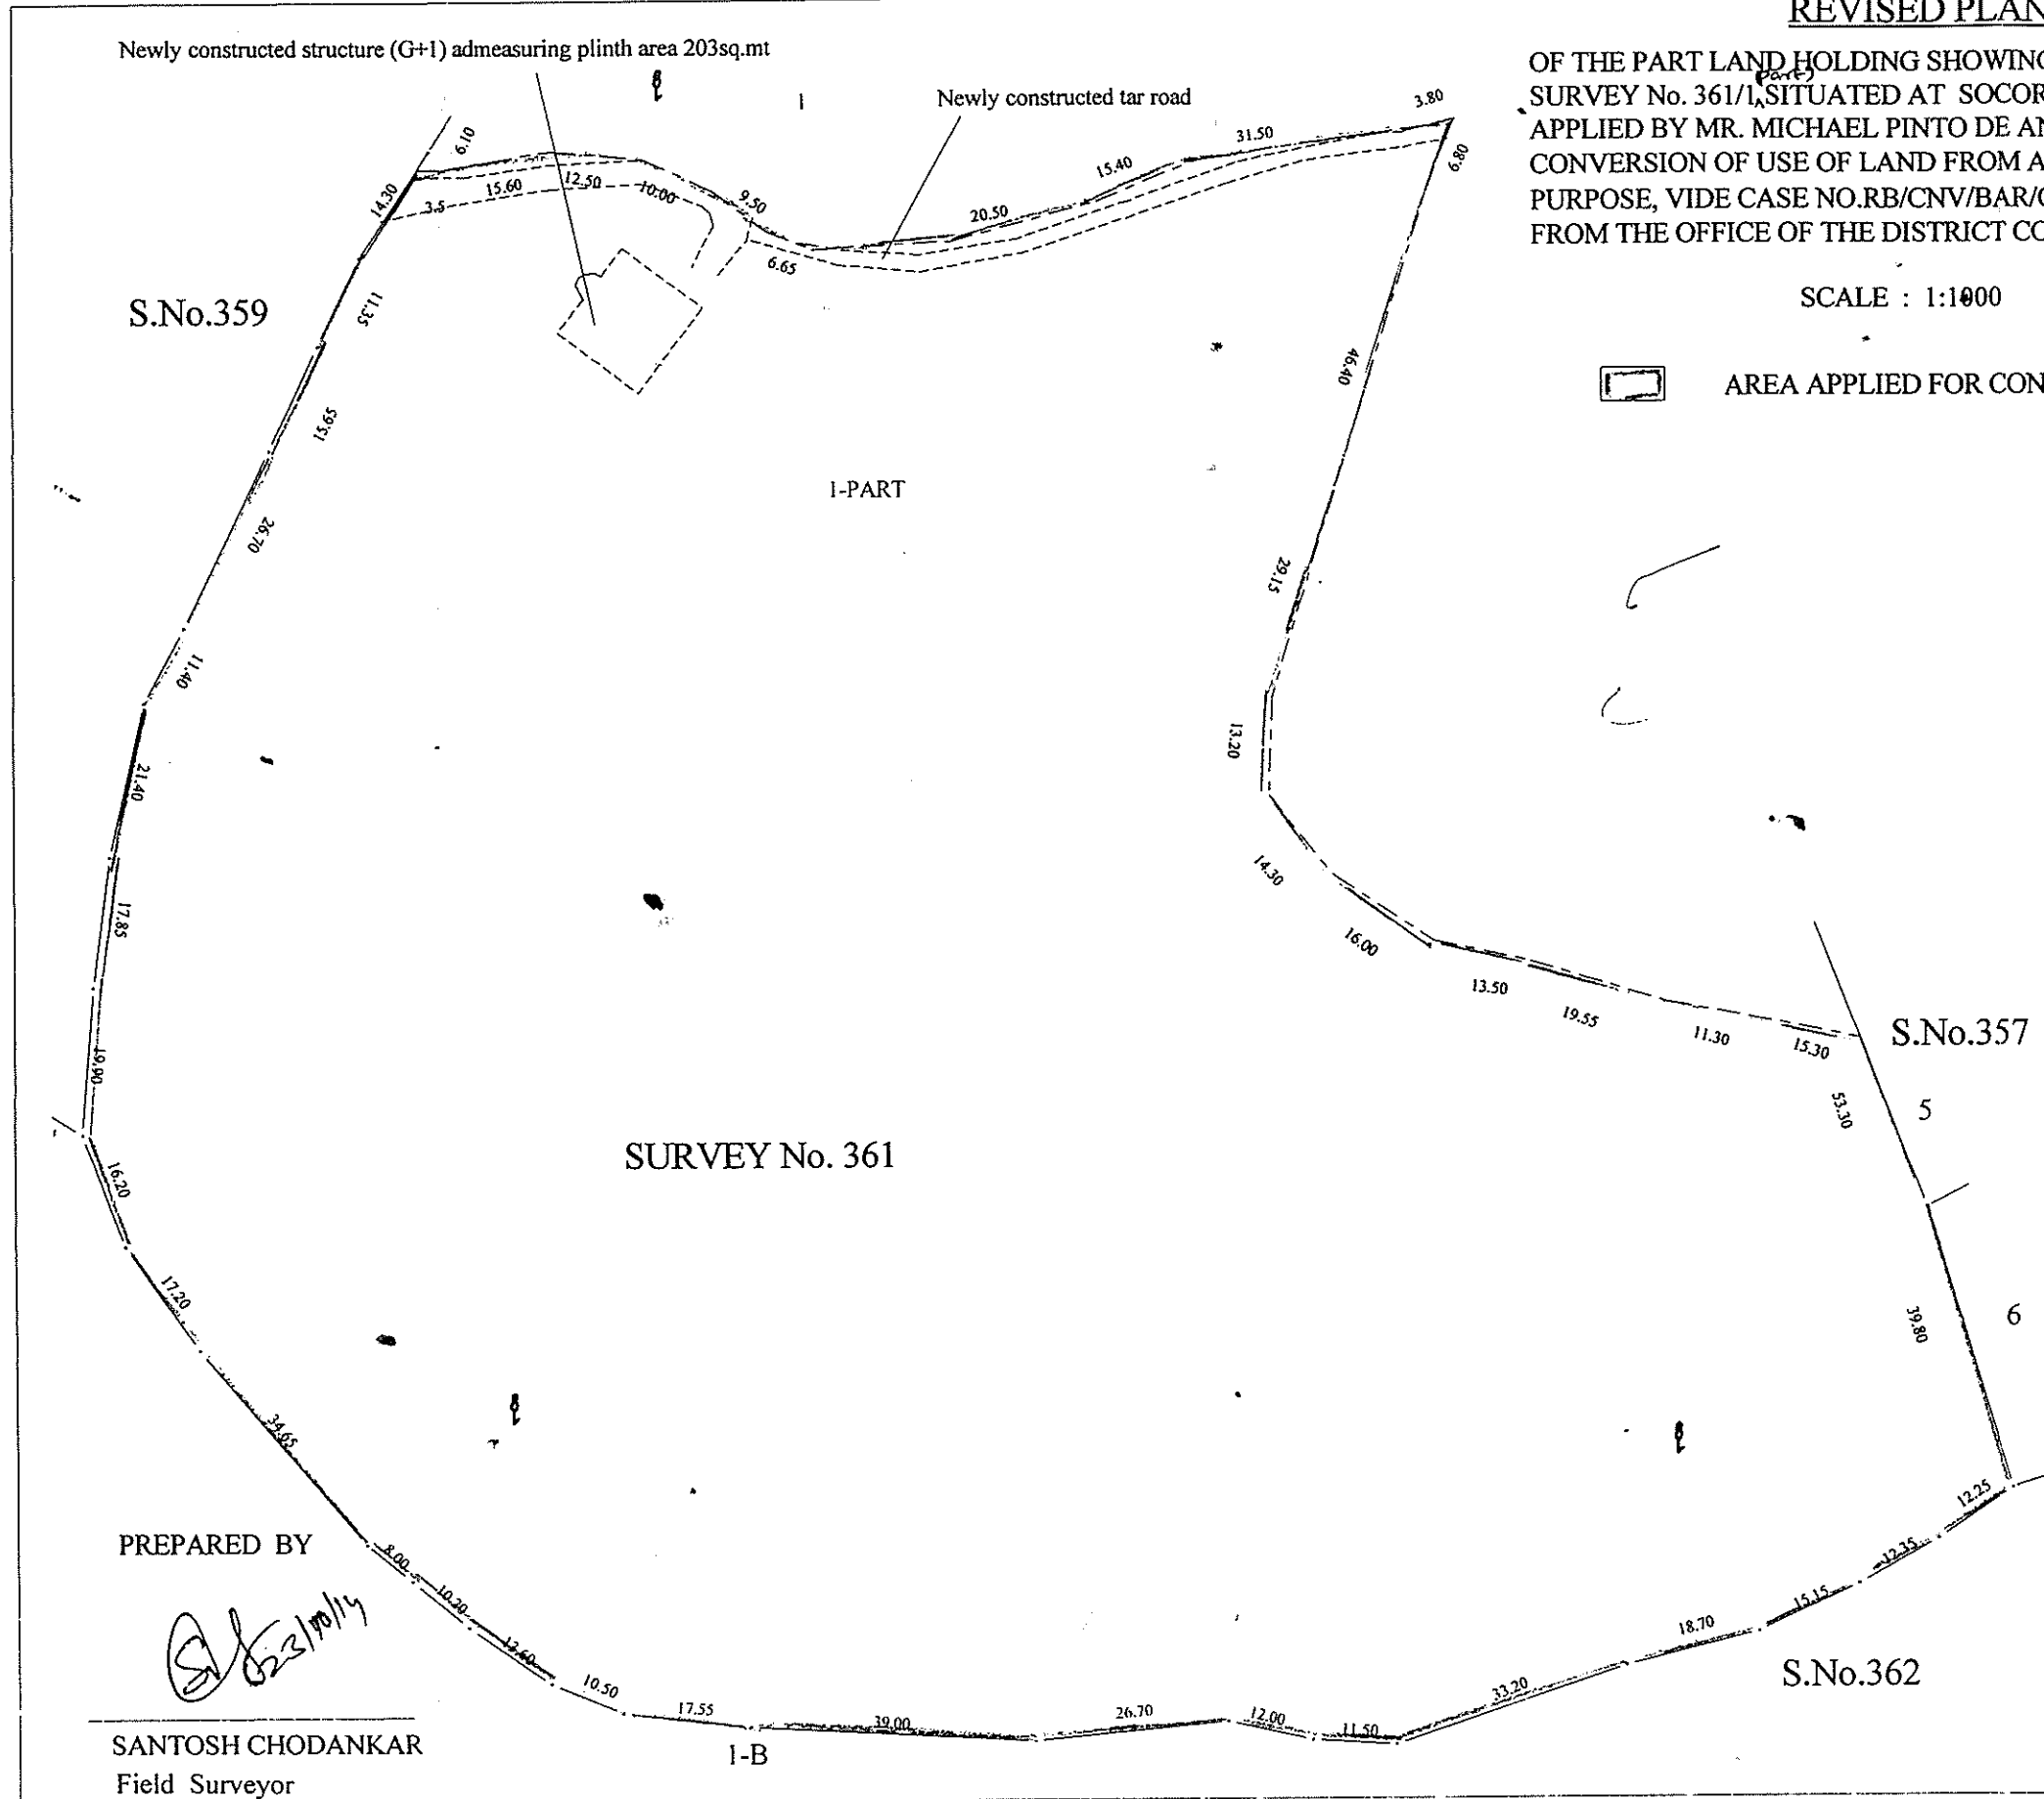 REVISED PLAN
OF THE PART LAND HOLDING SHOWING
(part)
SURVEY No. 361/1 SITUATED AT SOCOR
APPLIED BY MR. MICHAEL PINTO DE AN
CONVERSION OF USE OF LAND FROM A
PURPOSE, VIDE CASE NO.RB/CNV/BAR/
FROM THE OFFICE OF THE DISTRICT CO
SCALE : 1:1000
AREA APPLIED FOR CON
Newly constructed structure (G+1) admeasuring plinth area 203sq.mt
1
Newly constructed tar road
3.80
6.10
31.50
6.80
15.40
14.30
3.5
15.60
12.50
10.00
9.50
20.50
6.65
S.No.359
11.35
46.40
15.65
1-PART
26.70
29.15
11.40
13.20
21.40
14.30
17.85
16.00
13.50
19.55
11.30
15.30
S.No.357
19.90
53.30
5
SURVEY No. 361
16.20
17.20
39.80
6
34.65
12.25
PREPARED BY
8.00
12.35
10.20
15.15
23/10/14
13.60
18.70
10.50
33.20
S.No.362
17.55
39.00
26.70
12.00
11.50
SANTOSH CHODANKAR
1-B
Field Surveyor